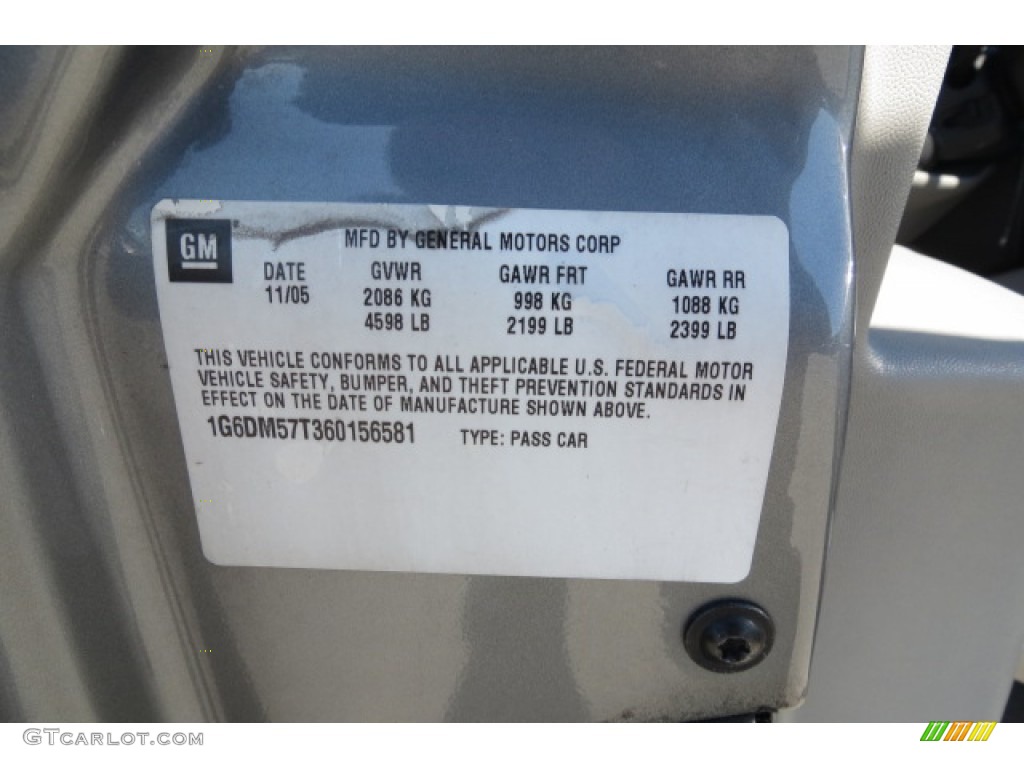 GM
MFD BY GENERAL MOTORS CORP
DATE GVWR GAWR FRT GAWR RR
11/05 2086 KG 998 KG 1088 KG
4598 LB 2199 LB 2399 LB
THIS VEHICLE CONFORMS TO ALL APPLICABLE U.S. FEDERAL MOTOR
VEHICLE SAFETY, BUMPER, AND THEFT PREVENTION STANDARDS IN
EFFECT ON THE DATE OF MANUFACTURE SHOWN ABOVE.
1G6DM57T360156581 TYPE: PASS CAR
GTCARLOT.COM